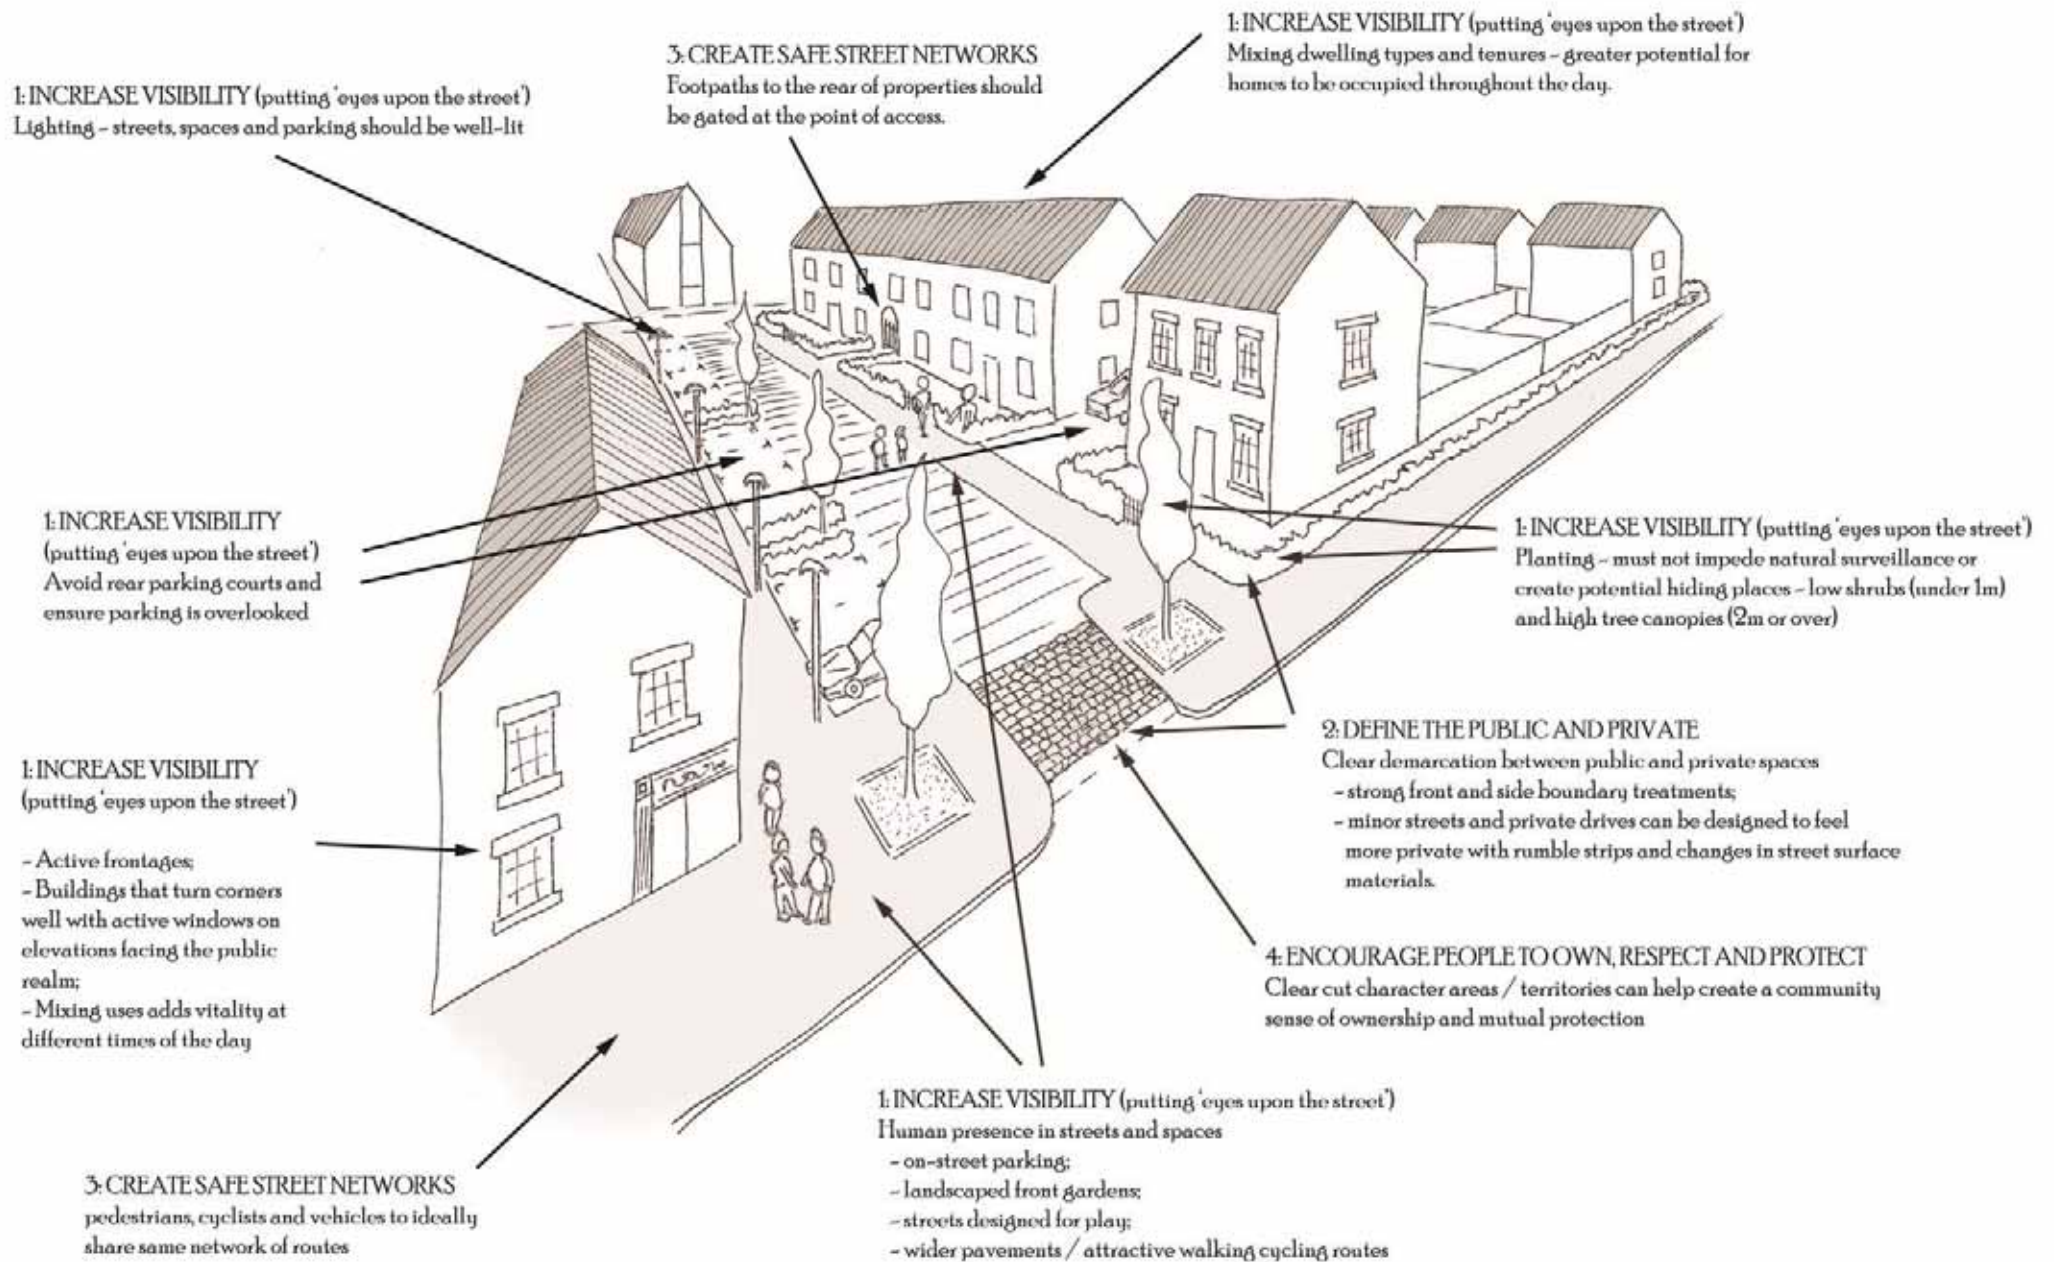 1: INCREASE VISIBILITY (putting 'eyes upon the street')
Lighting – streets, spaces and parking should be well-lit
3: CREATE SAFE STREET NETWORKS
Footpaths to the rear of properties should
be gated at the point of access.
1: INCREASE VISIBILITY (putting 'eyes upon the street')
Mixing dwelling types and tenures – greater potential for
homes to be occupied throughout the day.
1: INCREASE VISIBILITY
(putting 'eyes upon the street')
Avoid rear parking courts and
ensure parking is overlooked
1: INCREASE VISIBILITY (putting 'eyes upon the street')
Planting – must not impede natural surveillance or
create potential hiding places – low shrubs (under 1m)
and high tree canopies (2m or over)
1: INCREASE VISIBILITY
(putting 'eyes upon the street')
- Active frontages;
- Buildings that turn corners
well with active windows on
elevations facing the public
realm;
- Mixing uses adds vitality at
different times of the day
2: DEFINE THE PUBLIC AND PRIVATE
Clear demarcation between public and private spaces
- strong front and side boundary treatments;
- minor streets and private drives can be designed to feel
more private with rumble strips and changes in street surface
materials.
4: ENCOURAGE PEOPLE TO OWN, RESPECT AND PROTECT
Clear cut character areas / territories can help create a community
sense of ownership and mutual protection
1: INCREASE VISIBILITY (putting 'eyes upon the street')
Human presence in streets and spaces
- on-street parking;
- landscaped front gardens;
- streets designed for play;
- wider pavements / attractive walking cycling routes
3: CREATE SAFE STREET NETWORKS
pedestrians, cyclists and vehicles to ideally
share same network of routes